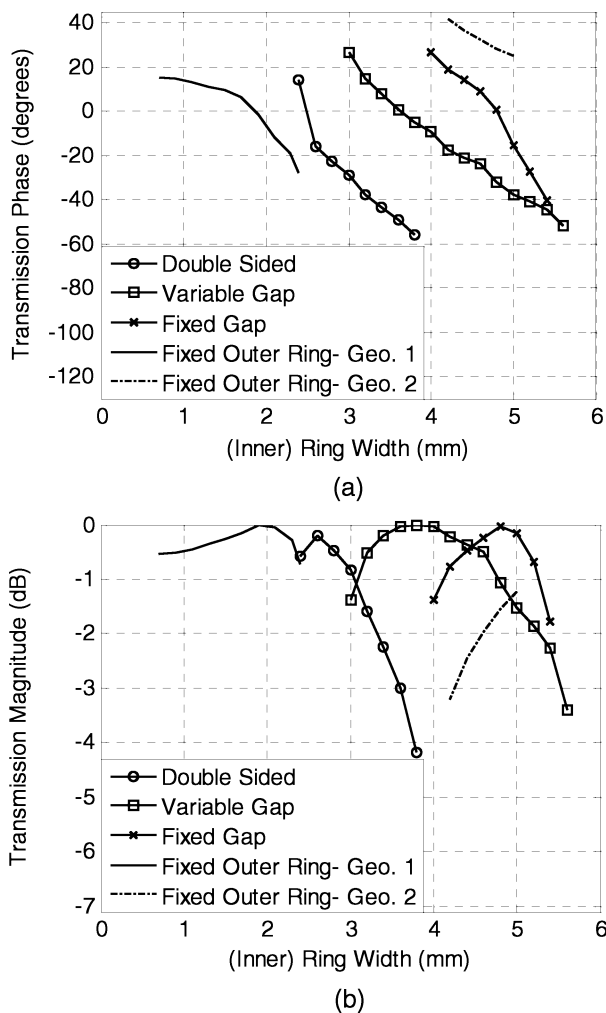 40
20
0
-20
-40
-60
-80
-100
-120
Transmission Phase (degrees)
Double Sided
Variable Gap
Fixed Gap
Fixed Outer Ring- Geo. 1
Fixed Outer Ring- Geo. 2
0 1 2 3 4 5 6
(Inner) Ring Width (mm)
(a)
0
-1
-2
-3
-4
-5
-6
-7
Transmission Magnitude (dB)
Double Sided
Variable Gap
Fixed Gap
Fixed Outer Ring- Geo. 1
Fixed Outer Ring- Geo. 2
0 1 2 3 4 5 6
(Inner) Ring Width (mm)
(b)